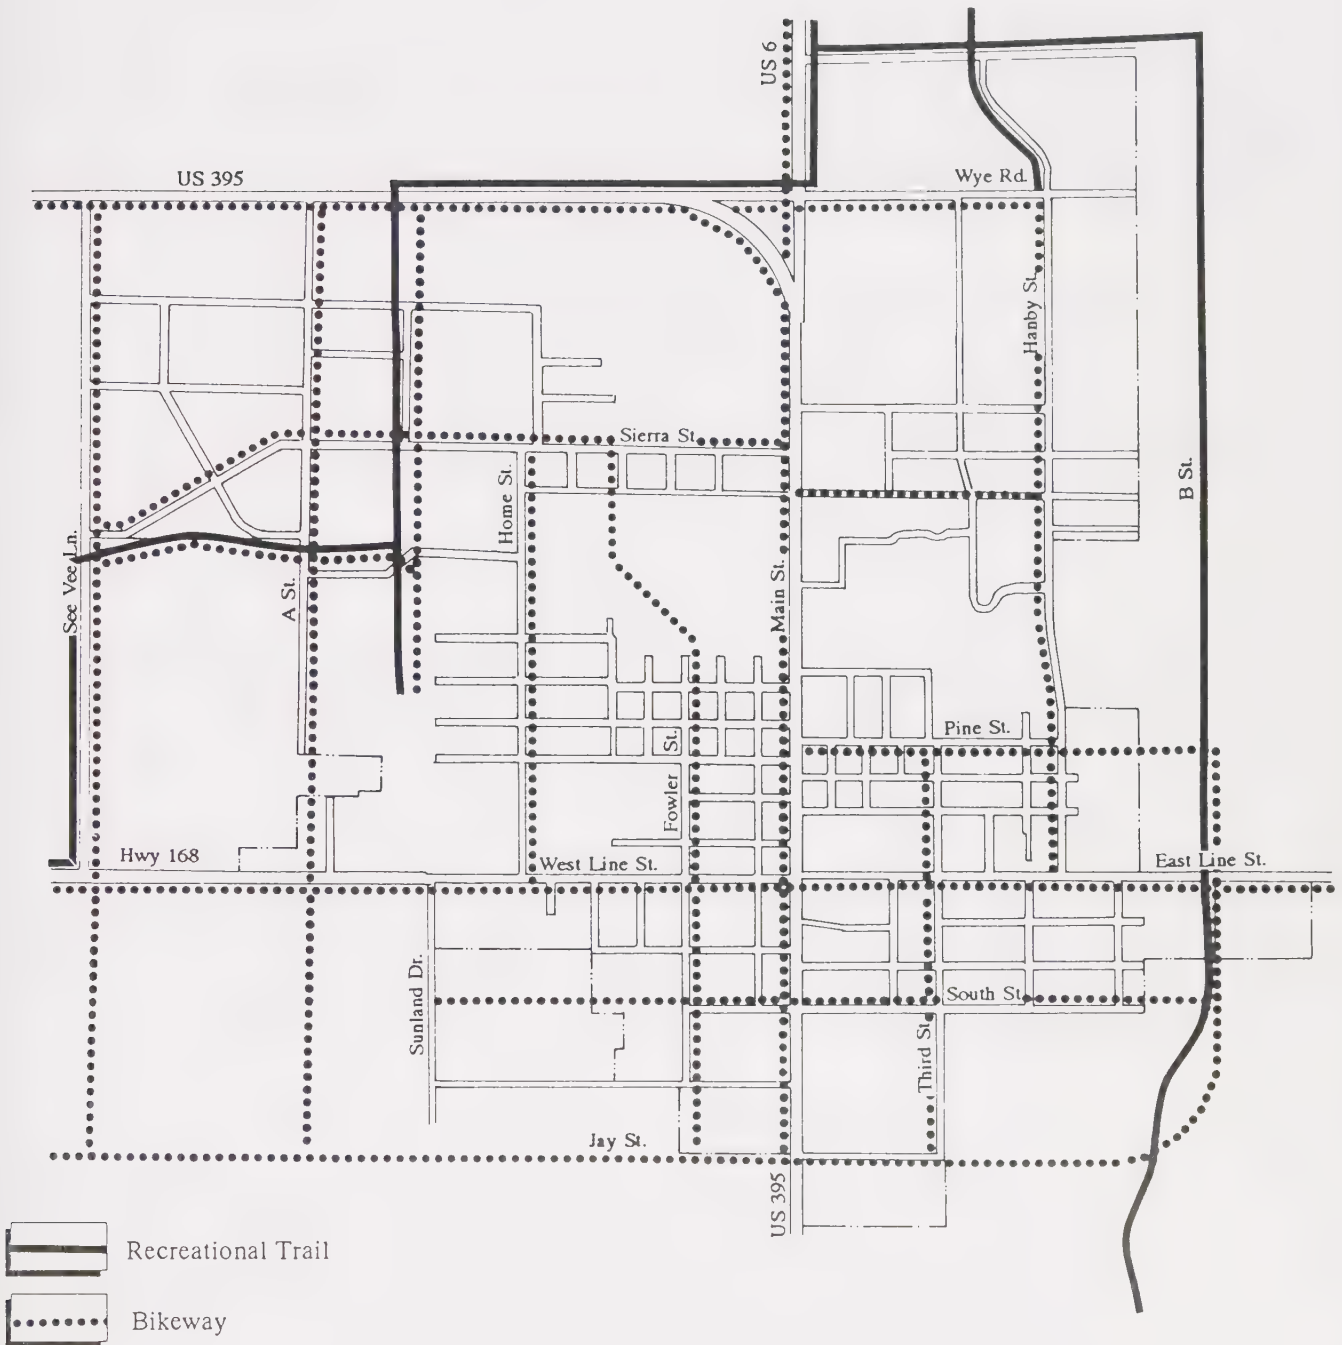 US 6
US 395
Wye Rd.
Hanby St.
Sierra St.
B St.
Home St.
See Vee Ln.
A St.
Main St.
Pine St.
Fowler St.
Hwy 168
West Line St.
East Line St.
Sunland Dr.
South St.
Third St.
Jay St.
US 395
Recreational Trail
Bikeway